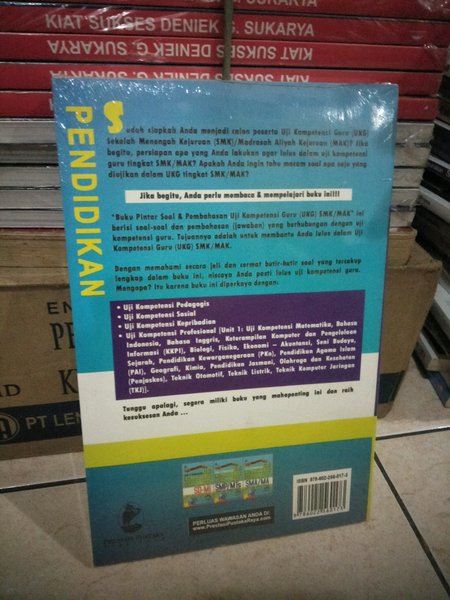 KIAT SUKSES DENIEK G. SUKARYA
KIAT SUKSES DENIEK G. SUKARYA
KIAT SUKSES DENIEK G. SUKARYA
PENDIDIKAN
Sudah siapkah Anda menjadi calon peserta Uji Kompetensi Guru (UKG)
Sekolah Menengah Kejuruan (SMK)/Madrasah Aliyah Kejuruan (MAK)? Jika
begitu, persiapan apa yang Anda lakukan agar lulus dalam uji kompetensi
guru tingkat SMK/MAK? Apakah Anda ingin tahu macam soal apa saja yang
diujikan dalam UKG tingkat SMK/MAK?
Jika begitu, Anda perlu membaca & mempelajari buku ini!!!
"Buku Pintar Soal & Pembahasan Uji Kompetensi Guru (UKG) SMK/MAK" ini
berisi soal-soal dan pembahasan (jawaban) yang berhubungan dengan uji
kompetensi guru. Tujuannya adalah untuk membantu Anda lulus dalam Uji
Kompetensi Guru (UKG) SMK/MAK.
Dengan memahami secara jeli dan cermat butir-butir soal yang tercakup
lengkap dalam buku ini, niscaya Anda pasti lulus uji kompetensi guru.
Mengapa? Itu karena buku ini diperkaya dengan:
• Uji Kompetensi Pedagogis
• Uji Kompetensi Sosial
• Uji Kompetensi Kepribadian
• Uji Kompetensi Profesional [Unit 1: Uji Kompetensi Matematika, Bahasa
Indonesia, Bahasa Inggris, Keterampilan Komputer dan Pengelolaan
Informasi (KKPI), Biologi, Fisika, Ekonomi – Akuntansi, Seni Budaya,
Sejarah, Pendidikan Kewarganegaraan (PKn), Pendidikan Agama Islam
(PAI), Geografi, Kimia, Pendidikan Jasmani, Olahraga dan Kesehatan
(Penjaskes), Teknik Otomotif, Teknik Listrik, Teknik Komputer Jaringan
(TKJ)].
Tunggu apalagi, segera miliki buku yang mahapenting ini dan raih
kesuksesan Anda ...
SD/MI
SMP/MTs
SMA/MA
PERLUAS WAWASAN ANDA DI:
www.PrestasiPustakaRaya.com
PT LEN